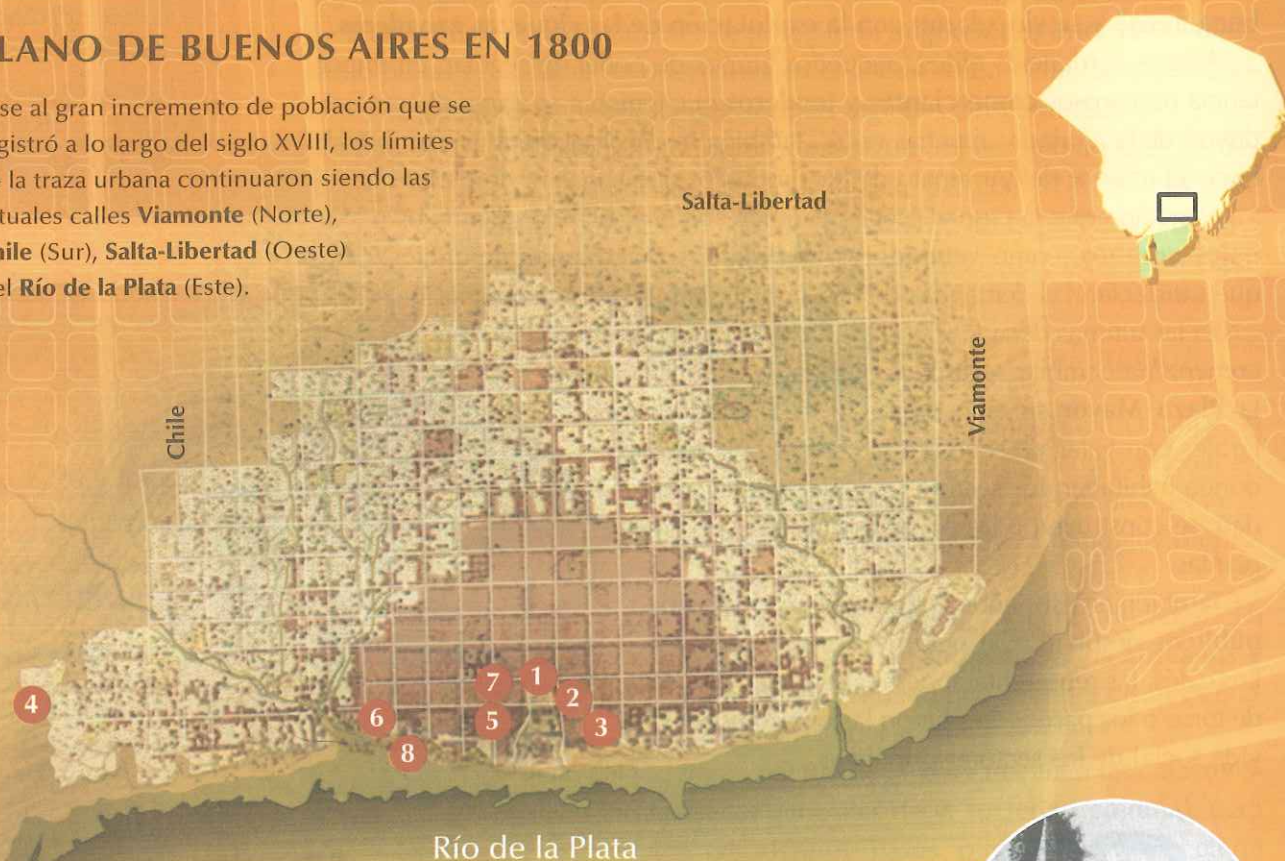 LANO DE BUENOS AIRES EN 1800
se al gran incremento de población que se
gistró a lo largo del siglo XVIII, los límites
la traza urbana continuaron siendo las
tuales calles Viamonte (Norte),
hile (Sur), Salta-Libertad (Oeste)
el Río de la Plata (Este).
Salta-Libertad
Viamonte
Chile
1
2
3
4
5
6
7
8
Río de la Plata